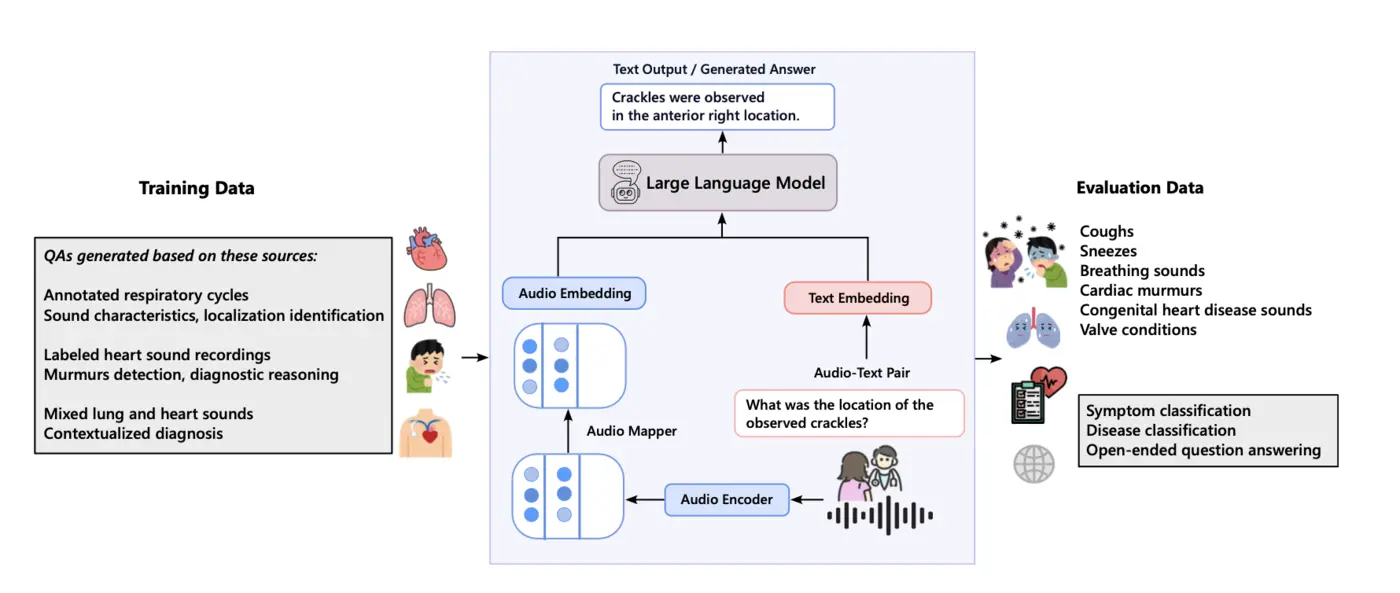 Training Data
QAs generated based on these sources:
Annotated respiratory cycles
Sound characteristics, localization identification
Labeled heart sound recordings
Murmurs detection, diagnostic reasoning
Mixed lung and heart sounds
Contextualized diagnosis
Text Output / Generated Answer
Crackles were observed
in the anterior right location.
Large Language Model
Audio Embedding
Text Embedding
Audio-Text Pair
What was the location of the
observed crackles?
Audio Mapper
Audio Encoder
Evaluation Data
Coughs
Sneezes
Breathing sounds
Cardiac murmurs
Congenital heart disease sounds
Valve conditions
Symptom classification
Disease classification
Open-ended question answering